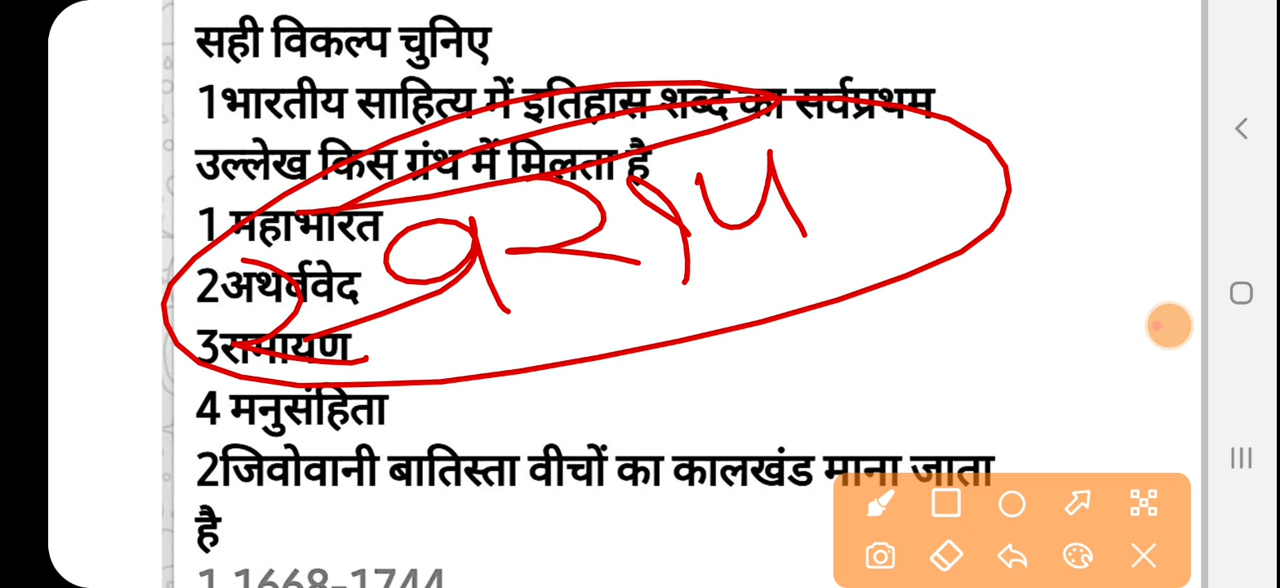 सही विकल्प चुनिए
1भारतीय साहित्य में इतिहास शब्द का सर्वप्रथम
उल्लेख किस ग्रंथ में मिलता है
1 महाभारत
2अथर्ववेद
3रामायण
4 मनुसंहिता
2जिवोवानी बातिस्ता वीचों का कालखंड माना जाता
है
1 1668-1744